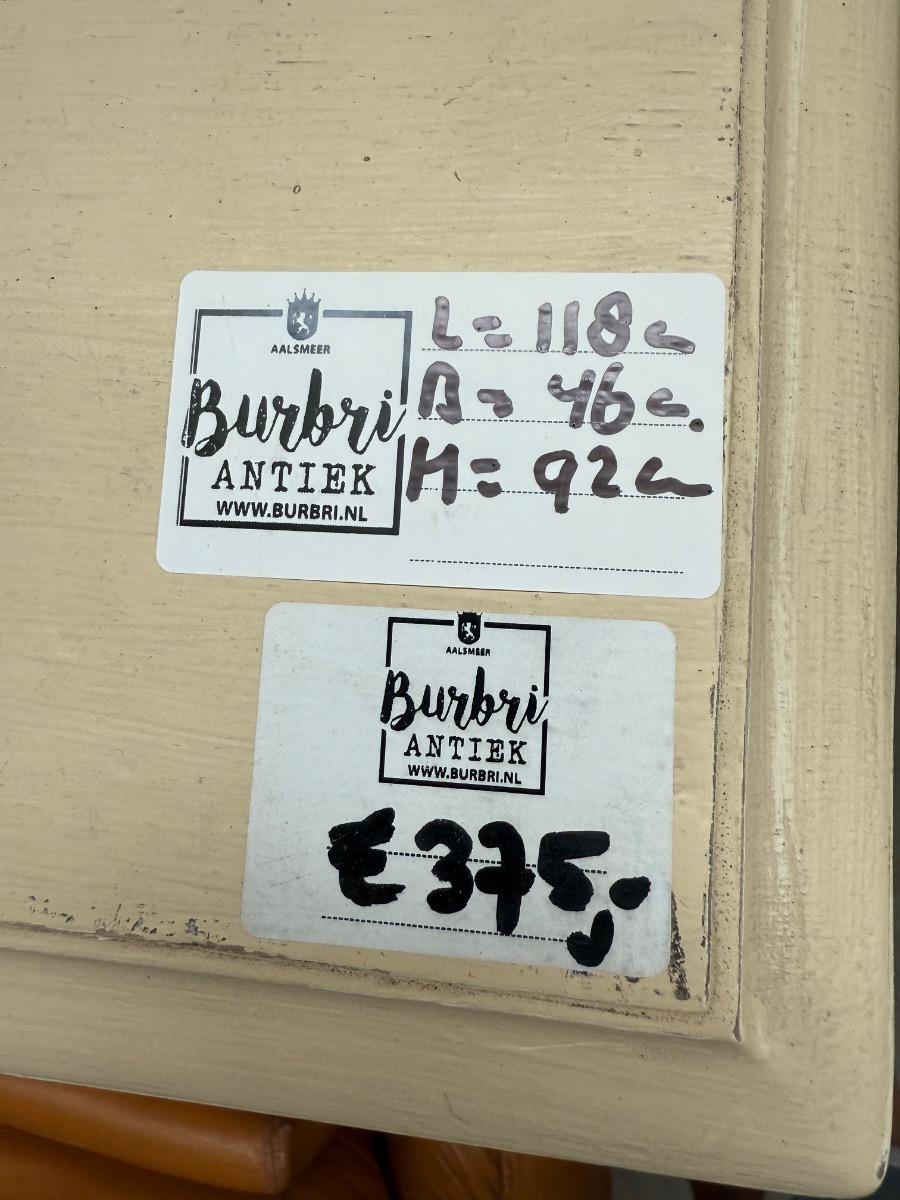 AALSMEER
Burbri
ANTIEK
WWW.BURBRI.NL
L = 118 c
B = 46 c.
H = 92 c
AALSMEER
Burbri
ANTIEK
WWW.BURBRI.NL
€ 375,-